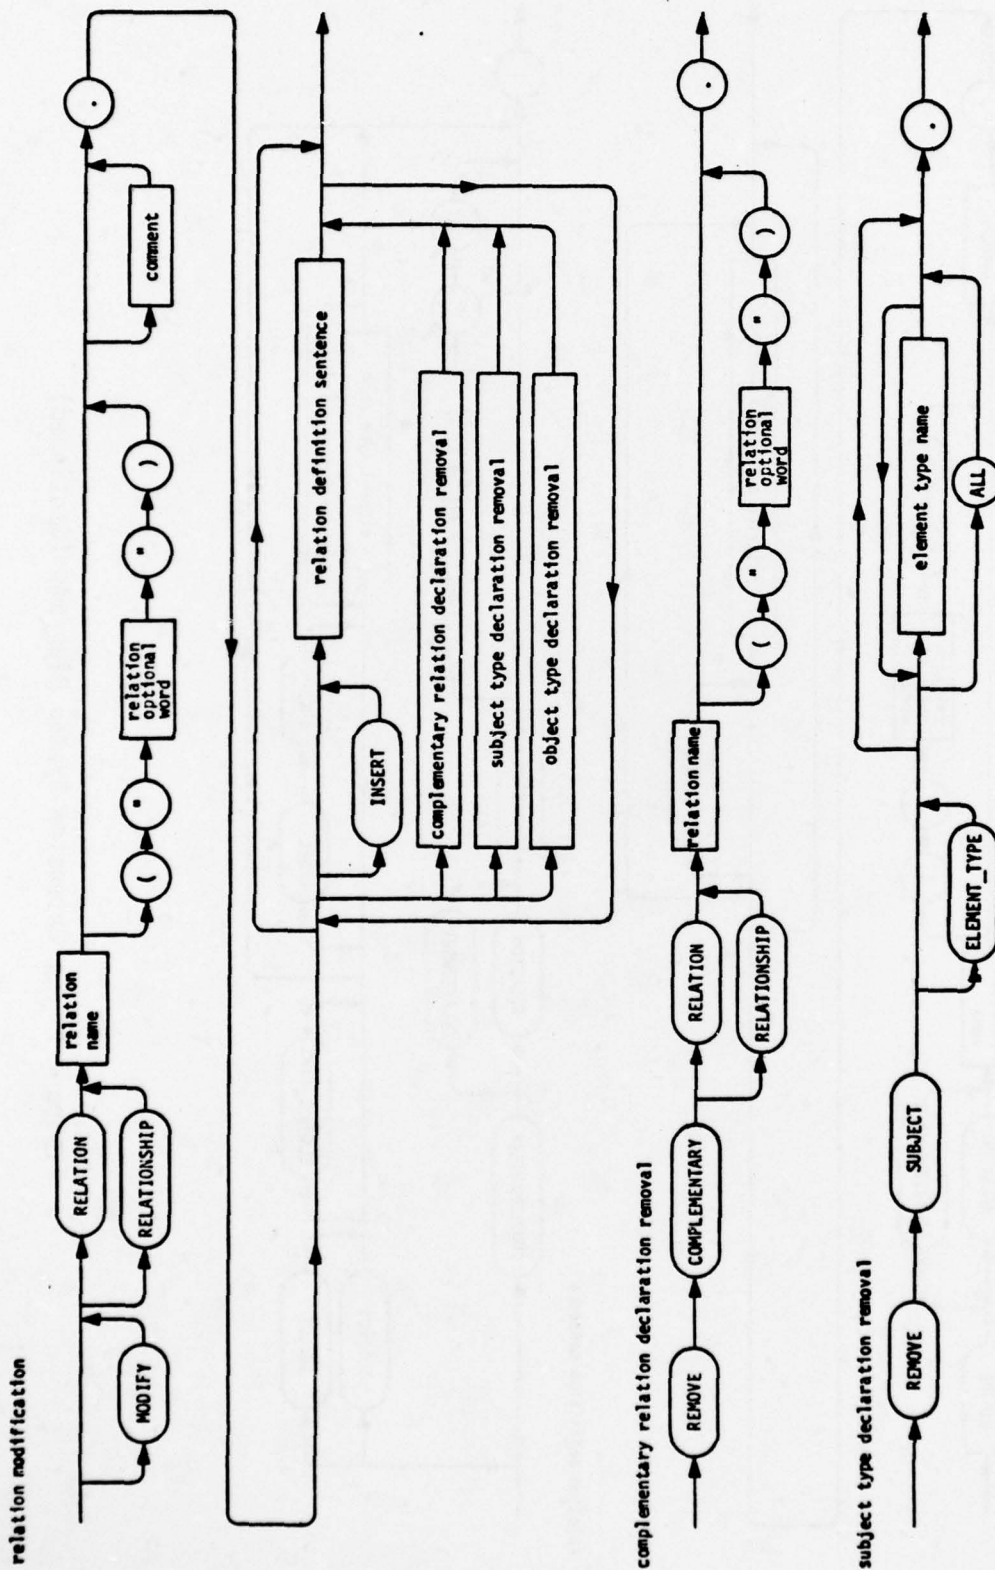 relation modification
MODIFY
RELATION
RELATIONSHIP
relation
name
(
"
relation
optional
word
"
)
comment
.
INSERT
relation definition sentence
complementary relation declaration removal
subject type declaration removal
object type declaration removal
complementary relation declaration removal
REMOVE
COMPLEMENTARY
RELATION
RELATIONSHIP
relation name
(
"
relation
optional
word
"
)
.
subject type declaration removal
REMOVE
SUBJECT
ELEMENT_TYPE
element type name
ALL
.